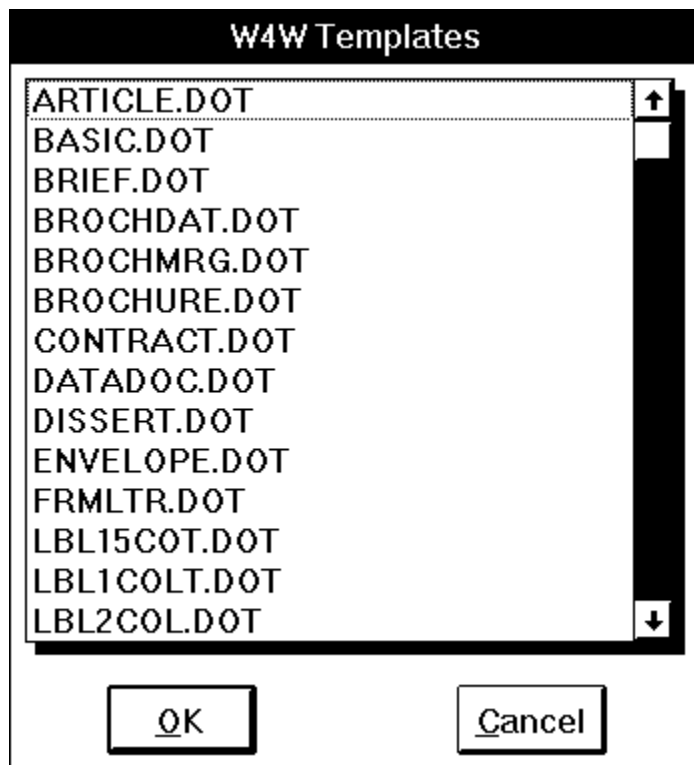 W4W Templates
ARTICLE.DOT
BASIC.DOT
BRIEF.DOT
BROCHDAT.DOT
BROCHMRG.DOT
BROCHURE.DOT
CONTRACT.DOT
DATADOC.DOT
DISSERT.DOT
ENVELOPE.DOT
FRMLTR.DOT
LBL15COT.DOT
LBL1COLT.DOT
LBL2COL.DOT
OK Cancel